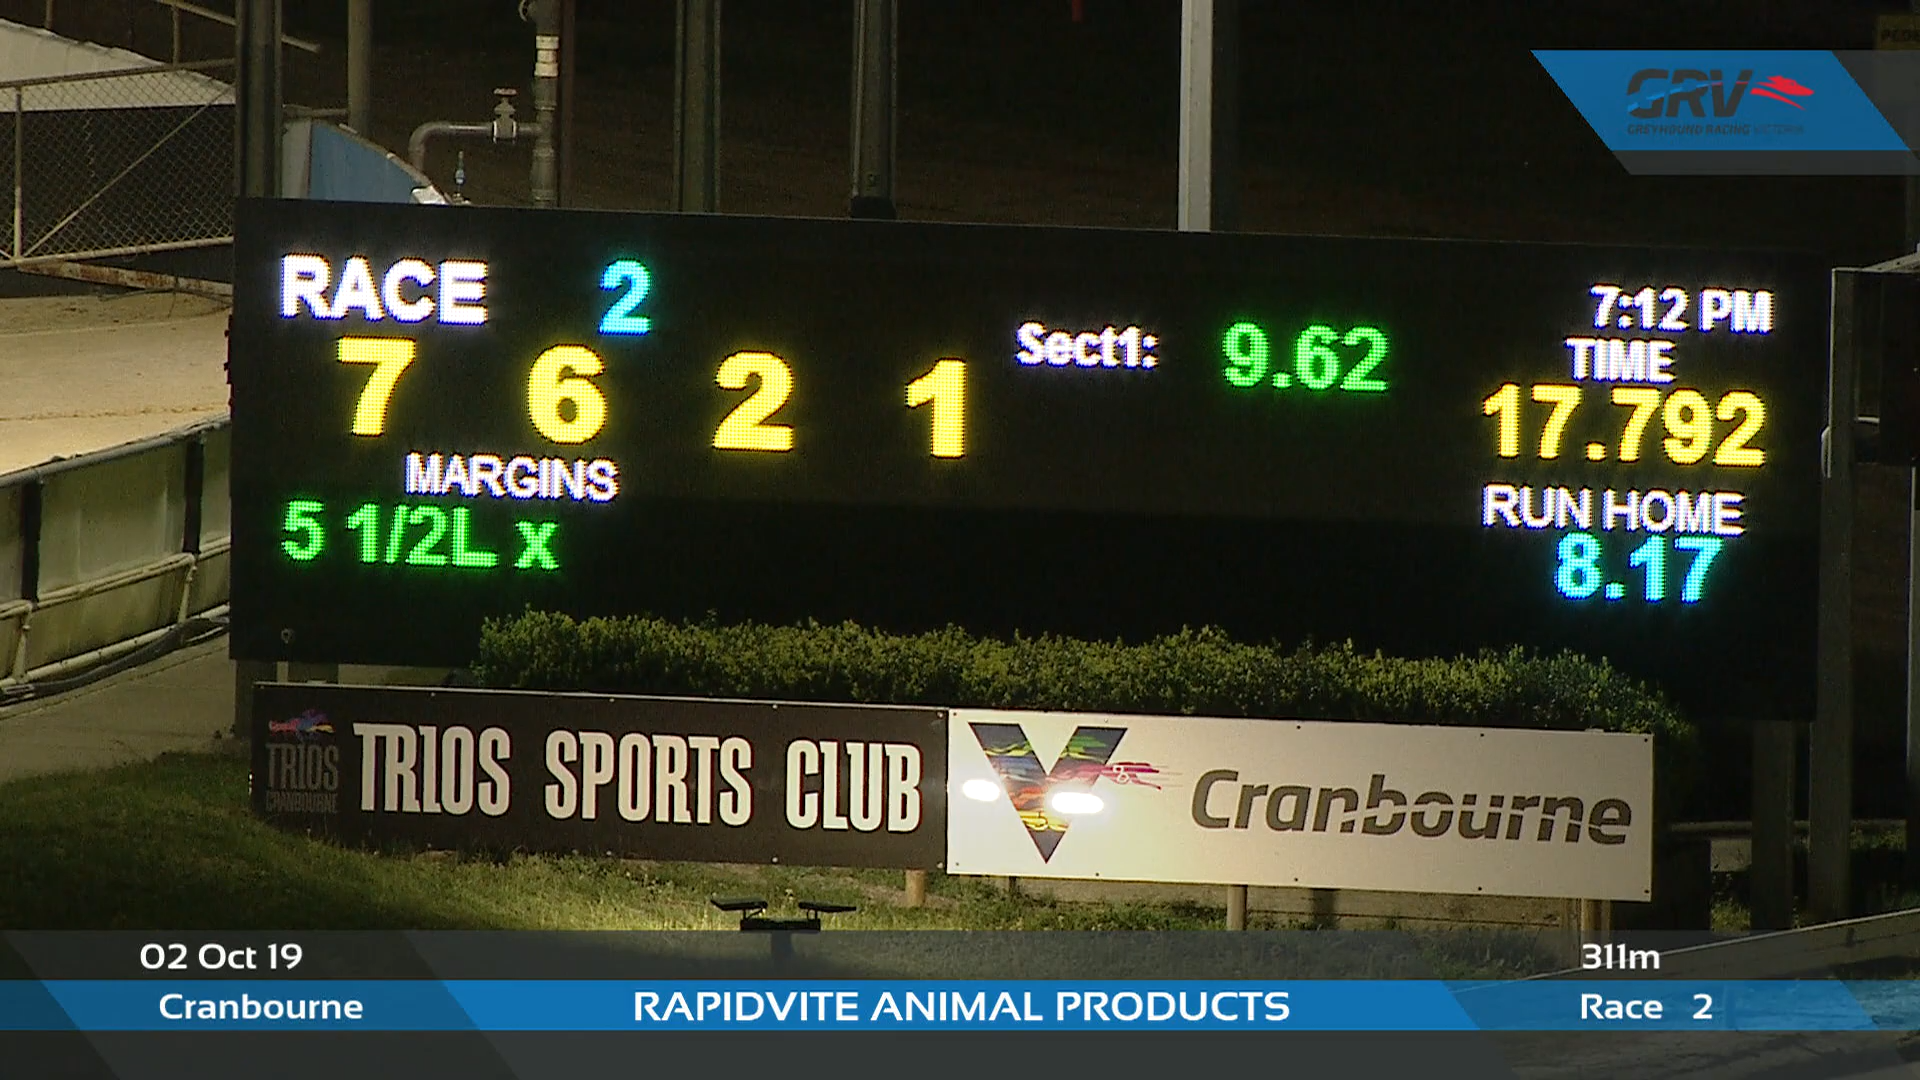 GRV
GREYHOUND RACING VICTORIA
RACE 2
7:12 PM
Sect1: 9.62
TIME
7 6 2 1
17.792
MARGINS
RUN HOME
5 1/2L x
8.17
TRIOS
CRANBOURNE
TRIOS SPORTS CLUB
Cranbourne
02 Oct 19
311m
Cranbourne
RAPIDVITE ANIMAL PRODUCTS
Race 2